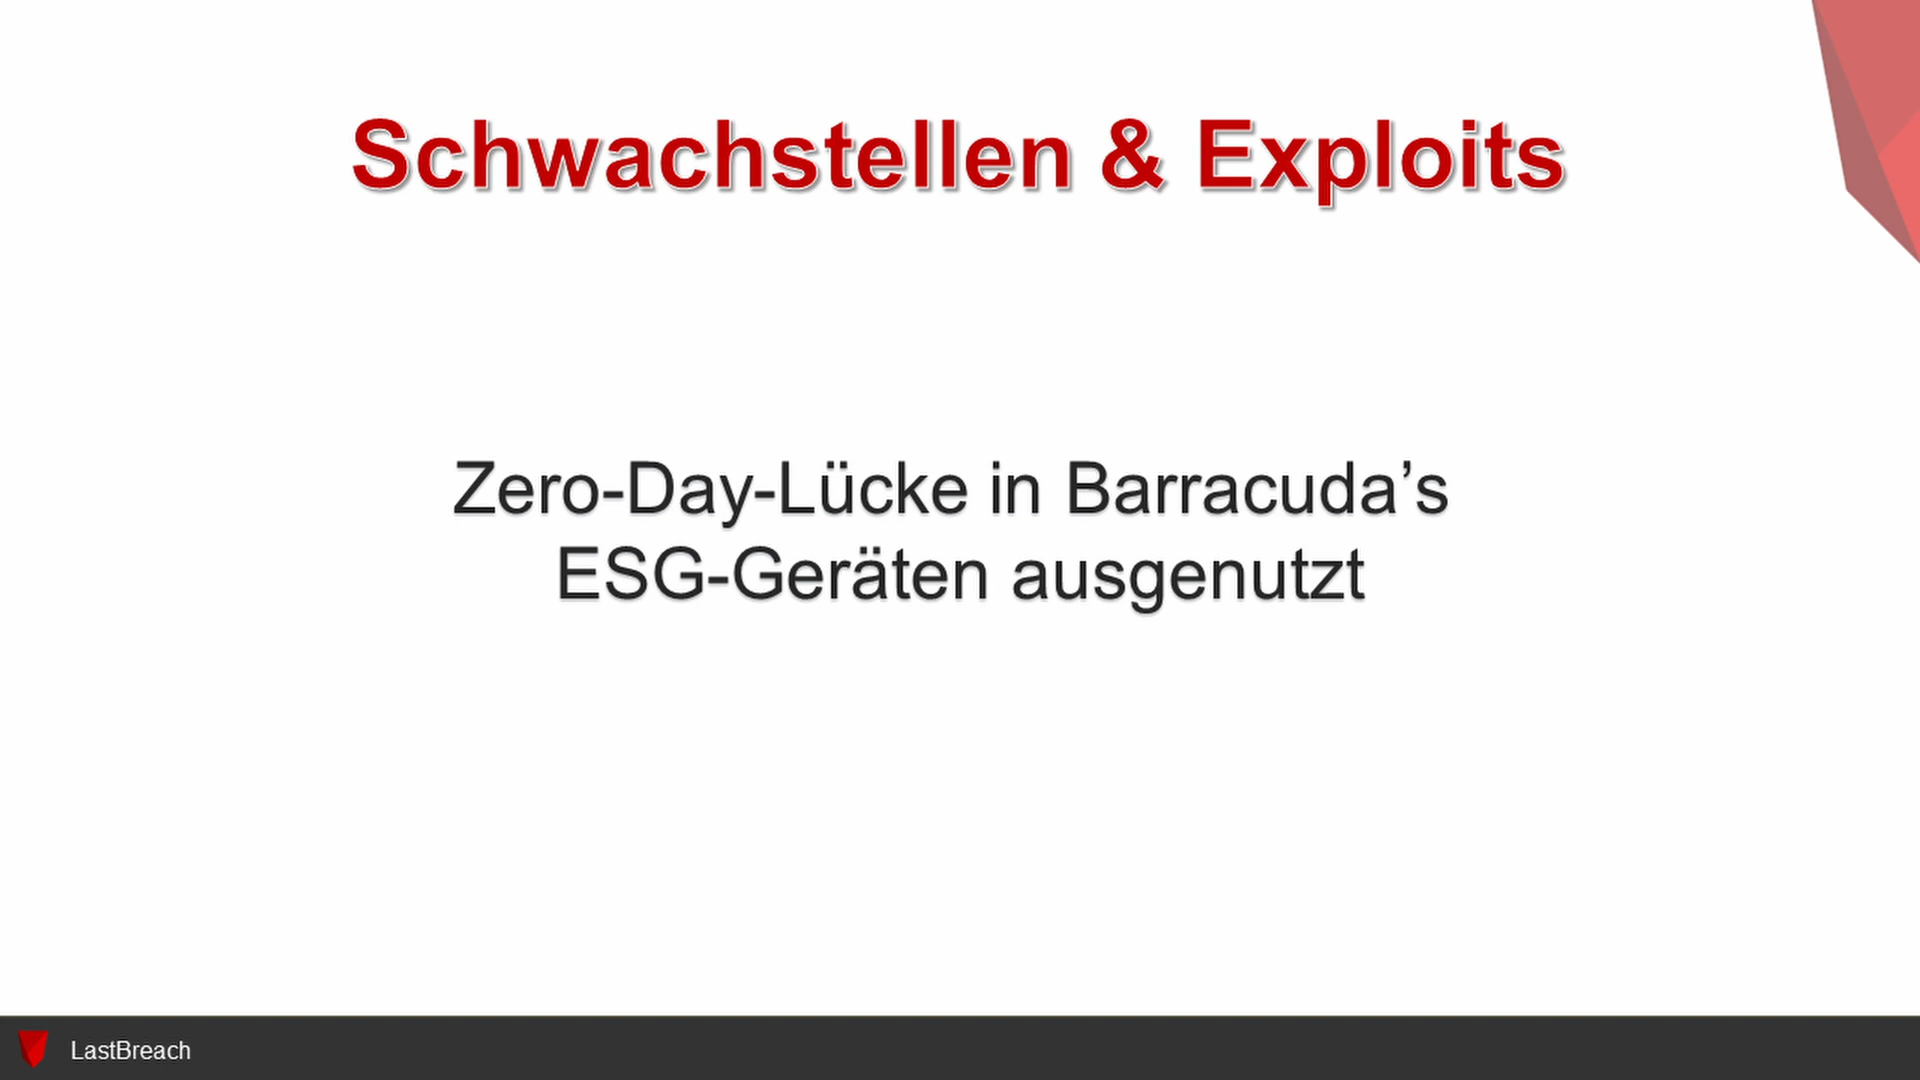 Schwachstellen & Exploits
Zero-Day-Lücke in Barracuda’s
ESG-Geräten ausgenutzt
LastBreach